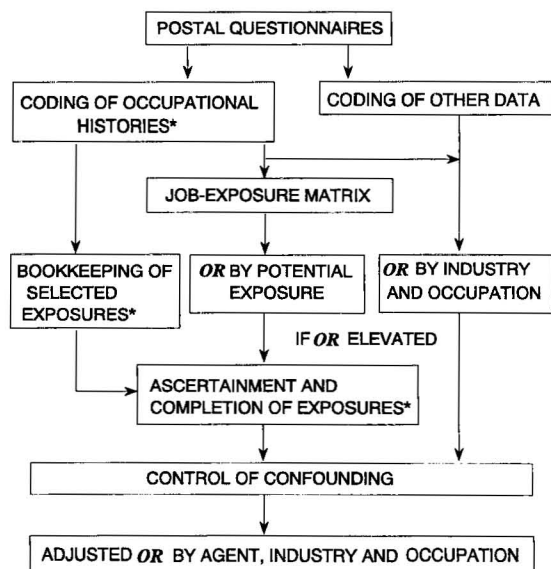 POSTAL QUESTIONNAIRES
CODING OF OCCUPATIONAL
HISTORIES*
CODING OF OTHER DATA
JOB-EXPOSURE MATRIX
BOOKKEEPING OF
SELECTED
EXPOSURES*
OR BY POTENTIAL
EXPOSURE
OR BY INDUSTRY
AND OCCUPATION
IF OR ELEVATED
ASCERTAINMENT AND
COMPLETION OF EXPOSURES*
CONTROL OF CONFOUNDING
ADJUSTED OR BY AGENT, INDUSTRY AND OCCUPATION